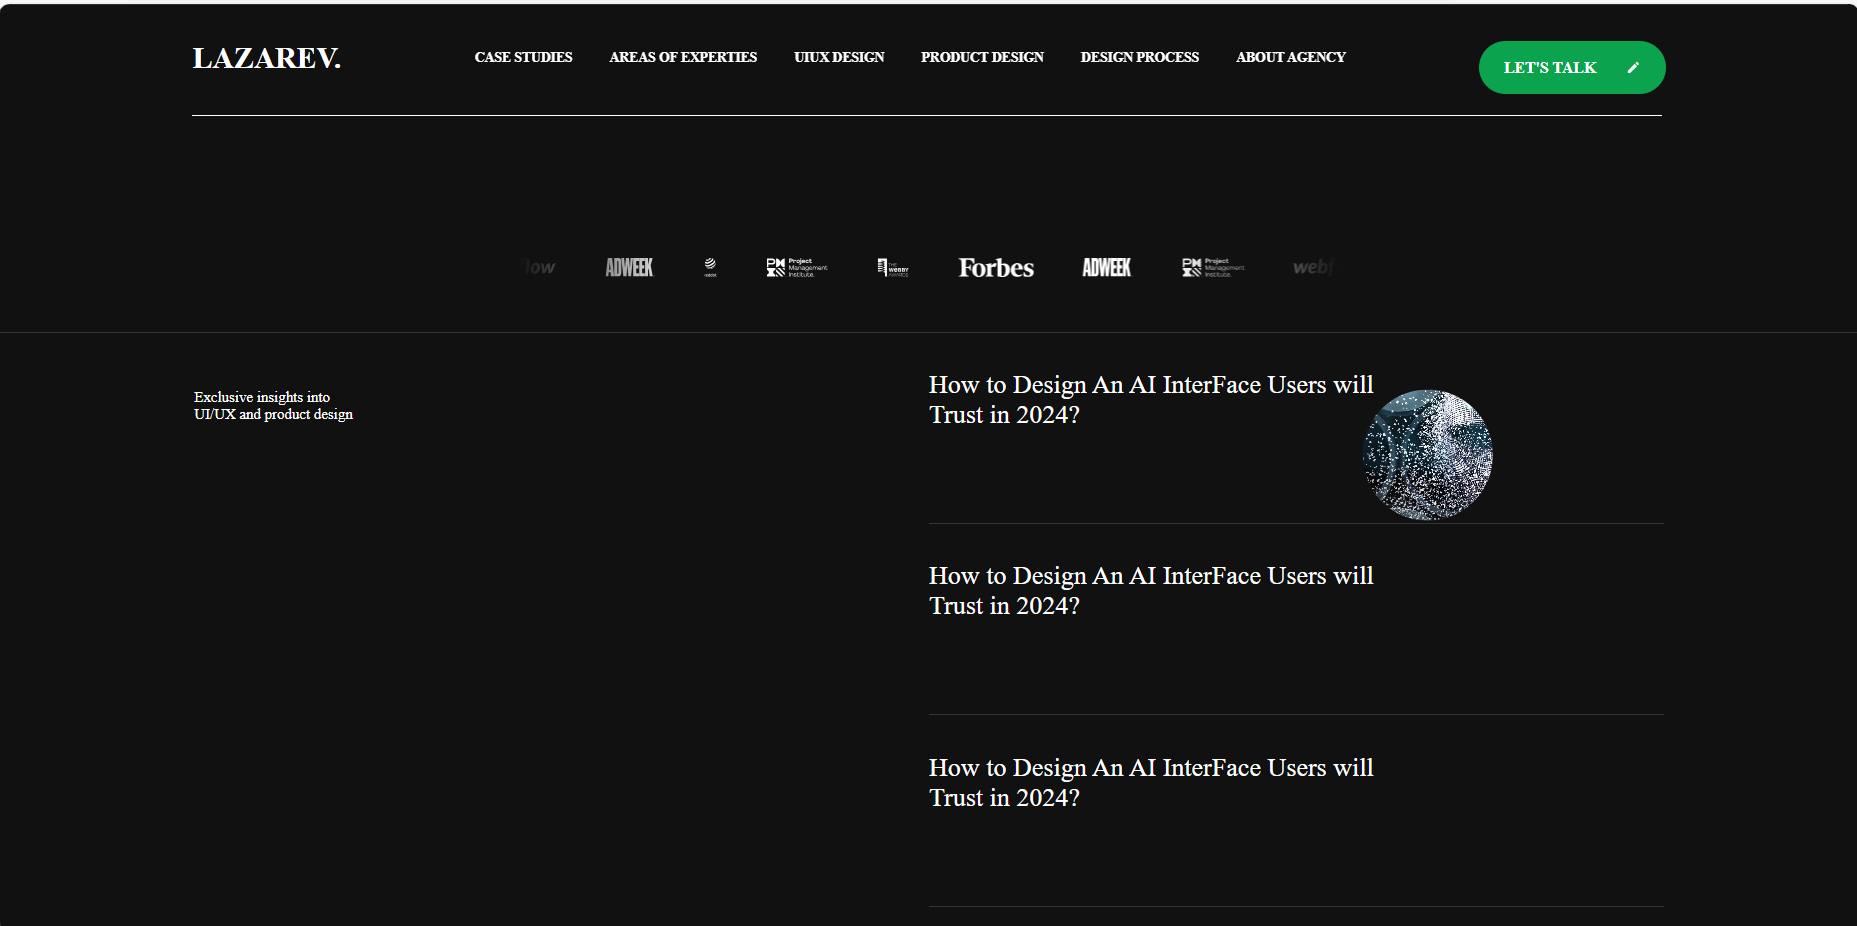 LAZAREV.
CASE STUDIES
AREAS OF EXPERTIES
UIUX DESIGN
PRODUCT DESIGN
DESIGN PROCESS
ABOUT AGENCY
LET'S TALK
low
ADWEEK
PM
Project
Management
Institute.
THE
WEBBY
AWARDS
Forbes
ADWEEK
PM
Project
Management
Institute.
webf
Exclusive insights into
UI/UX and product design
How to Design An AI InterFace Users will
Trust in 2024?
How to Design An AI InterFace Users will
Trust in 2024?
How to Design An AI InterFace Users will
Trust in 2024?